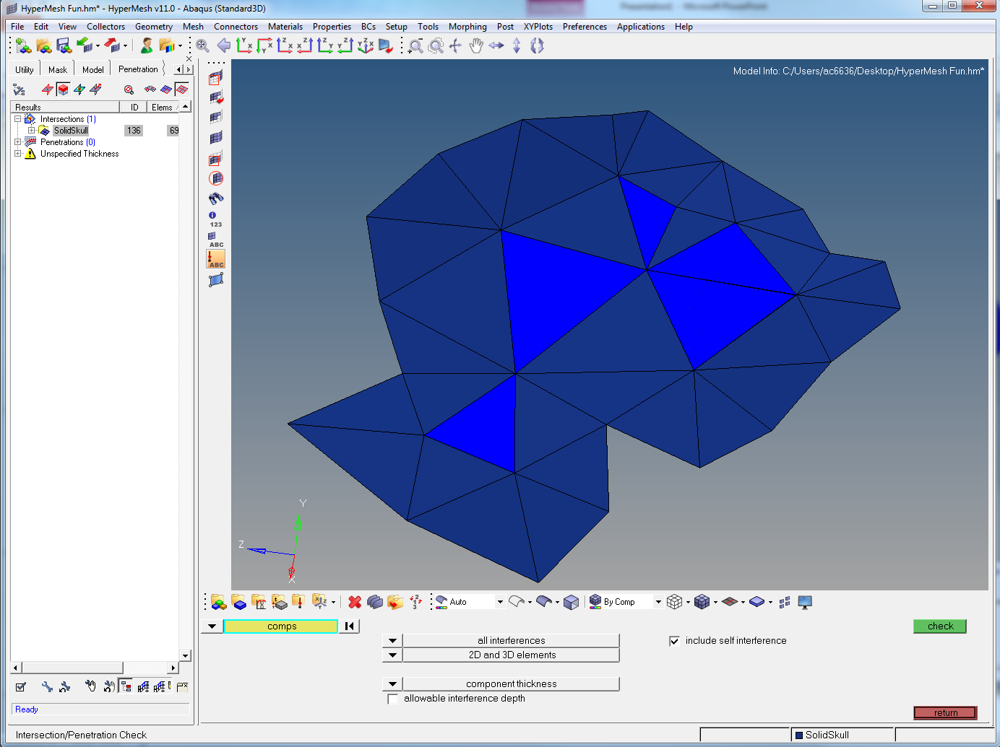 HyperMesh Fun.hm* - HyperMesh v11.0 - Abaqus (Standard3D)
File Edit View Collectors Geometry Mesh Connectors Materials Properties BCs Setup Tools Morphing Post XYPlots Preferences Applications Help
Utility Mask Model Penetration
Model Info: C:/Users/ac6636/Desktop/HyperMesh Fun.hm*
Results ID Elems
Intersections (1)
SolidSkull 136 69
Penetrations (0)
Unspecified Thickness
123
ABC
ABC
Y
Z
X
Auto By Comp
comps check
all interferences include self interference
2D and 3D elements
component thickness
allowable interference depth
Ready return
Intersection/Penetration Check SolidSkull